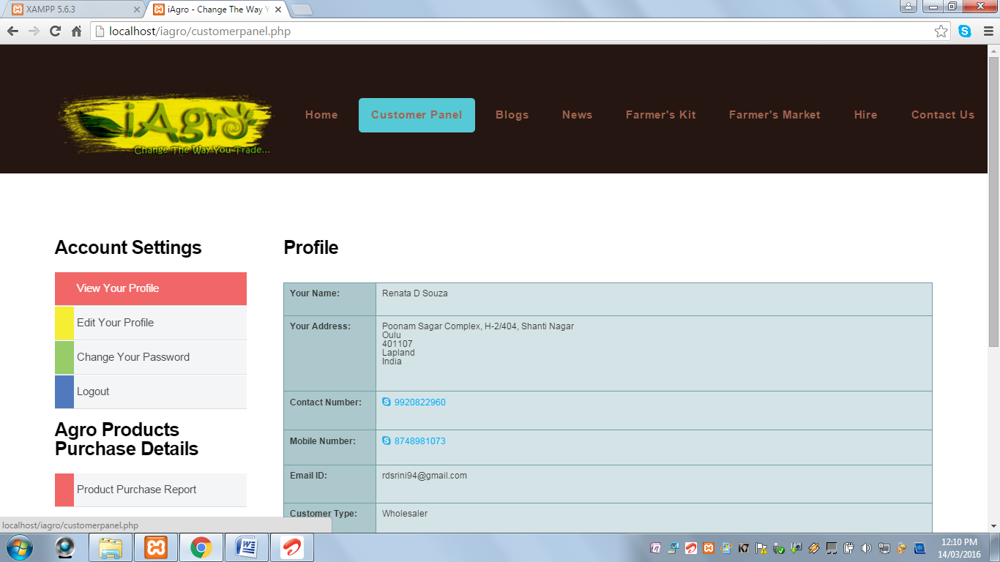 XAMPP 5.6.3
iAgro - Change The Way Y
localhost/iagro/customerpanel.php
iAgro
Change The Way You Trade...
Home
Customer Panel
Blogs
News
Farmer's Kit
Farmer's Market
Hire
Contact Us
Account Settings
View Your Profile
Edit Your Profile
Change Your Password
Logout
Agro Products
Purchase Details
Product Purchase Report
Profile
Your Name: Renata D Souza
Your Address: Poonam Sagar Complex, H-2/404, Shanti Nagar
Oulu
401107
Lapland
India
Contact Number: 9920822960
Mobile Number: 8748981073
Email ID: rdsrini94@gmail.com
Customer Type: Wholesaler
localhost/iagro/customerpanel.php
K7
12:10 PM
14/03/2016